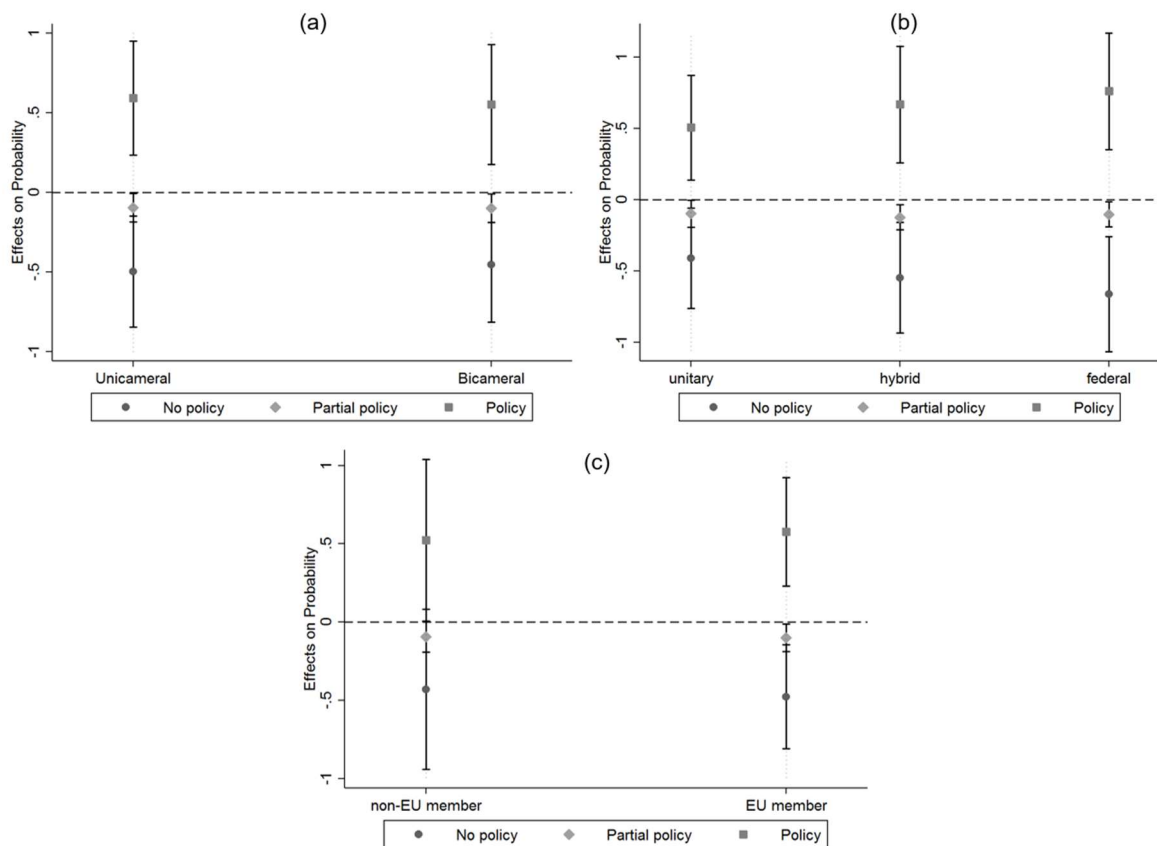 (a)
Effects on Probability
1
.5
0
-.5
-1
Unicameral
Bicameral
No policy
Partial policy
Policy
(b)
Effects on Probability
1
.5
0
-.5
-1
unitary
hybrid
federal
No policy
Partial policy
Policy
(c)
Effects on Probability
1
.5
0
-.5
-1
non-EU member
EU member
No policy
Partial policy
Policy